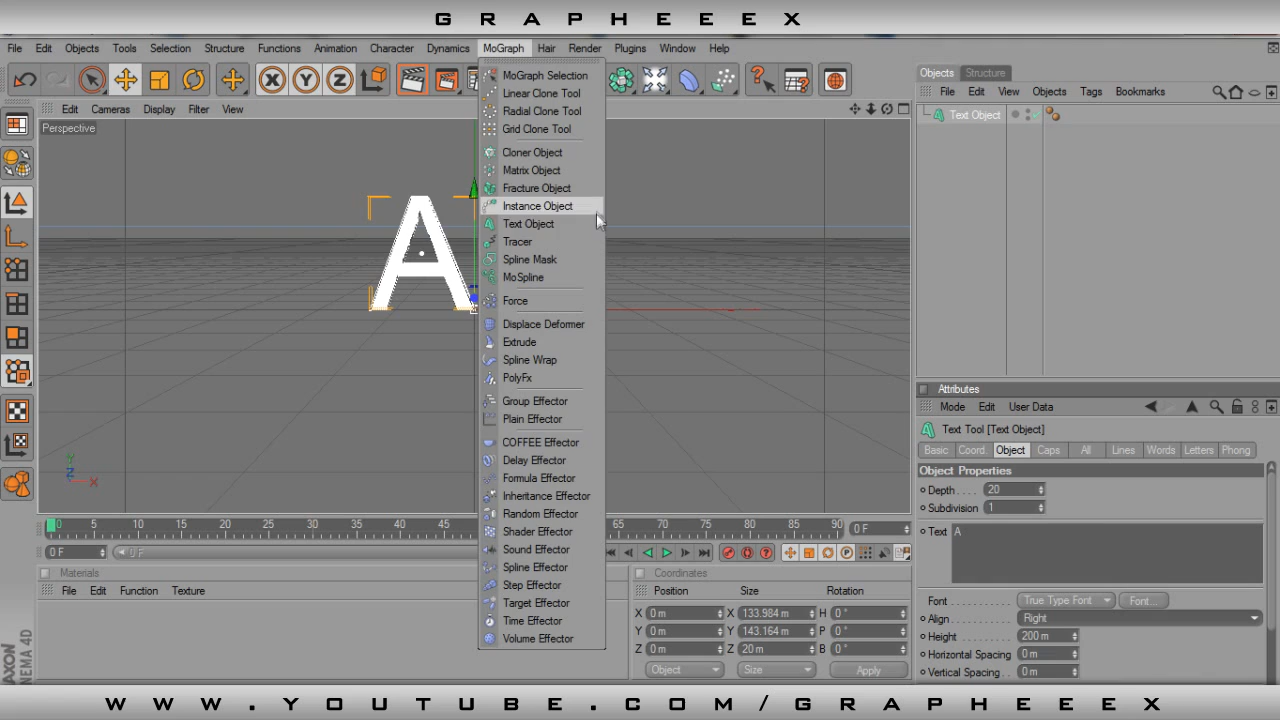 GRAPHEEEX
File Edit Objects Tools Selection Structure Functions Animation Character Dynamics MoGraph Hair Render Plugins Window Help
X Y Z
Objects Structure
File Edit View Objects Tags Bookmarks
Text Object
Edit Cameras Display Filter View
Perspective
A
Y
Z X
MoGraph Selection
Linear Clone Tool
Radial Clone Tool
Grid Clone Tool
Cloner Object
Matrix Object
Fracture Object
Instance Object
Text Object
Tracer
Spline Mask
MoSpline
Force
Displace Deformer
Extrude
Spline Wrap
PolyFx
Group Effector
Plain Effector
COFFEE Effector
Delay Effector
Formula Effector
Inheritance Effector
Random Effector
Shader Effector
Sound Effector
Spline Effector
Step Effector
Target Effector
Time Effector
Volume Effector
Attributes
Mode Edit User Data
Text Tool [Text Object]
Basic Coord. Object Caps All Lines Words Letters Phong
Object Properties
Depth 20
Subdivision 1
Text A
Font True Type Font Font...
Align Right
Height 200 m
Horizontal Spacing 0 m
Vertical Spacing 0 m
0 5 10 15 20 25 30 35 40 45 65 70 75 80 85 90 0 F
0 F 0 F
Materials
File Edit Function Texture
Coordinates
Position Size Rotation
X 0 m X 133.984 m H 0 °
Y 0 m Y 143.164 m P 0 °
Z 0 m Z 20 m B 0 °
Object Size Apply
AXON
NEMA 4D
WWW.YOUTUBE.COM/GRAPHEEEX